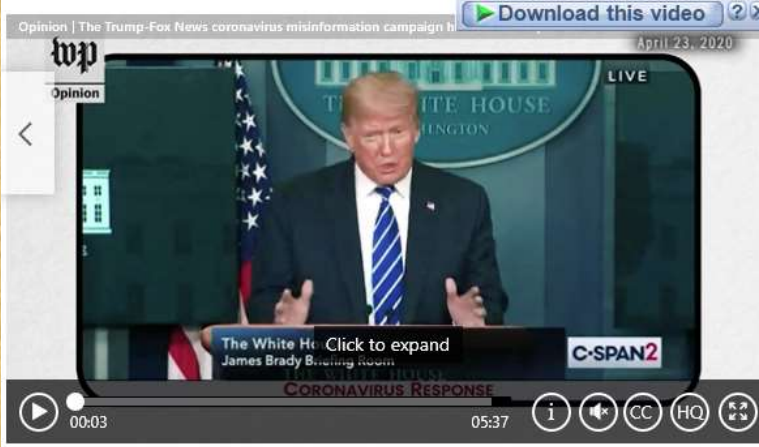 Download this video
?
Opinion | The Trump-Fox News coronavirus misinformation campaign
April 23, 2020
wp
Opinion
LIVE
THE WHITE HOUSE
The White
Click to expand
James Brady Briefing Room
C-SPAN2
CORONAVIRUS RESPONSE
00:03
05:37
i
CC
HQ